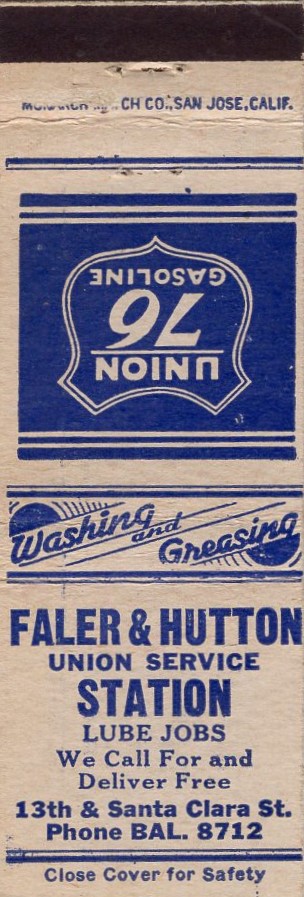 CH CO., SAN JOSE, CALIF.
UNION
76
GASOLINE
Washing and Greasing
FALER & HUTTON
UNION SERVICE
STATION
LUBE JOBS
We Call For and
Deliver Free
13th & Santa Clara St.
Phone BAL. 8712
Close Cover for Safety